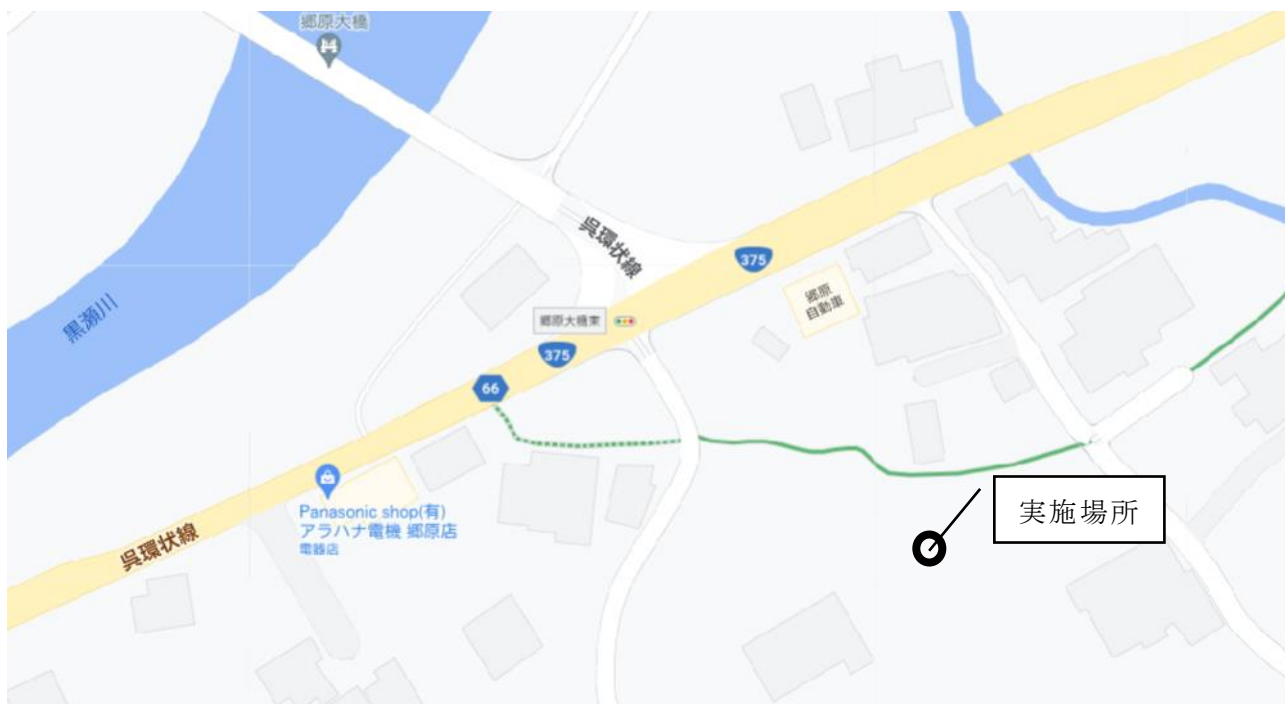 郷原大橋
呉環状線
375
黒瀬川
郷原
自動車
郷原大橋東
375
66
Panasonic shop(有)
アラハナ電機 郷原店
電器店
呉環状線
実施場所